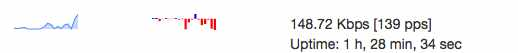 148.72 Kbps [139 pps]
Uptime: 1 h, 28 min, 34 sec